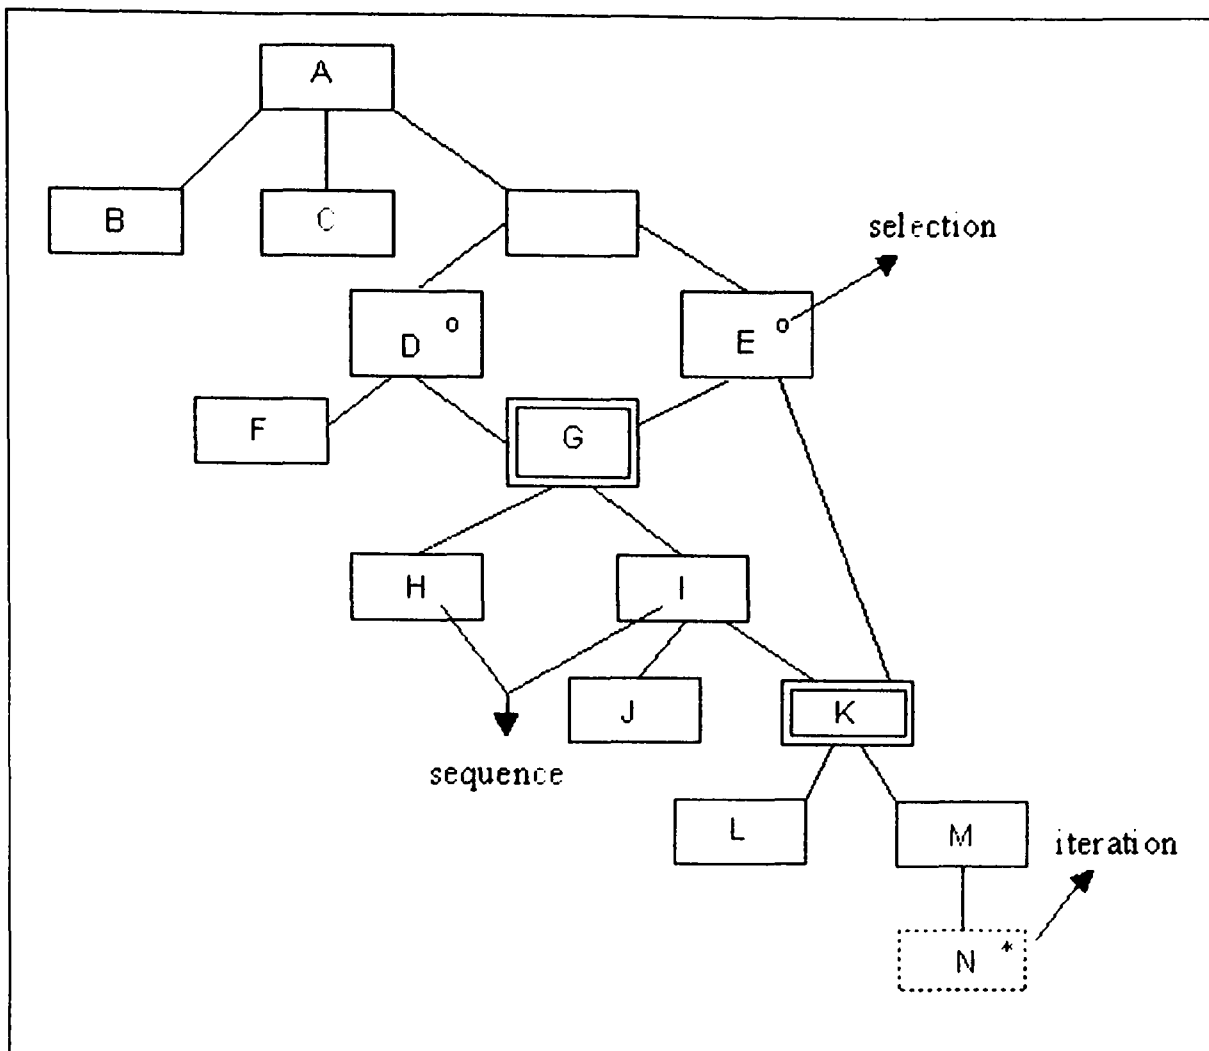 A
B C
selection
D o E o
F G
H I
J K
sequence
L M
iteration
N *